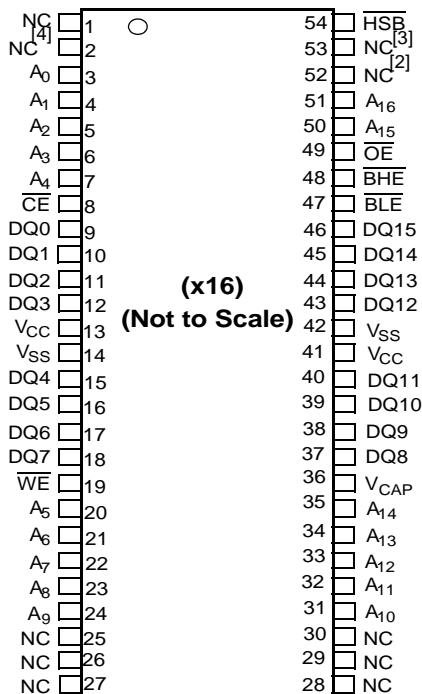 NC 1 54 HSB
[4] [3]
NC 2 53 NC
[2]
A0 3 52 NC
A1 4 51 A16
A2 5 50 A15
A3 6 49 OE
A4 7 48 BHE
CE 8 47 BLE
DQ0 9 46 DQ15
DQ1 10 45 DQ14
DQ2 11 44 DQ13
(x16)
DQ3 12 43 DQ12
(Not to Scale)
VCC 13 42 VSS
VSS 14 41 VCC
DQ4 15 40 DQ11
DQ5 16 39 DQ10
DQ6 17 38 DQ9
DQ7 18 37 DQ8
WE 19 36 VCAP
A5 20 35 A14
A6 21 34 A13
A7 22 33 A12
A8 23 32 A11
A9 24 31 A10
NC 25 30 NC
NC 26 29 NC
NC 27 28 NC